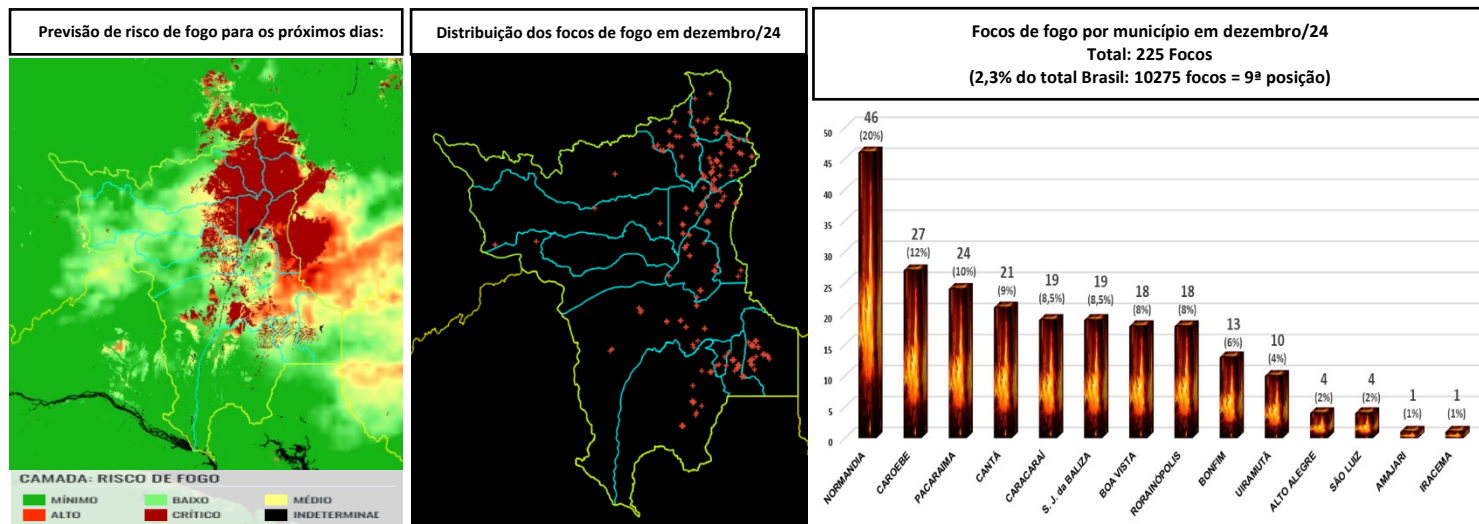 Previsão de risco de fogo para os próximos dias:
CAMADA: RISCO DE FOGO
MÍNIMO
BAIXO
MÉDIO
ALTO
CRÍTICO
INDETERMINAE
Distribuição dos focos de fogo em dezembro/24
Focos de fogo por município em dezembro/24
Total: 225 Focos
(2,3% do total Brasil: 10275 focos = 9ª posição)
50
45
40
35
30
25
20
15
10
5
0
46
(20%)
27
(12%)
24
(10%)
21
(9%)
19
(8,5%)
19
(8,5%)
18
(8%)
18
(8%)
13
(6%)
10
(4%)
4
(2%)
4
(2%)
1
(1%)
1
(1%)
NORMANDIA
CAROEBE
PACARAIMA
CANTÁ
CARACARAÍ
S. J. da BALIZA
BOA VISTA
RORAINÓPOLIS
BONFIM
UIRAMUTÃ
ALTO ALEGRE
SÃO LUIZ
AMAJARI
IRACEMA